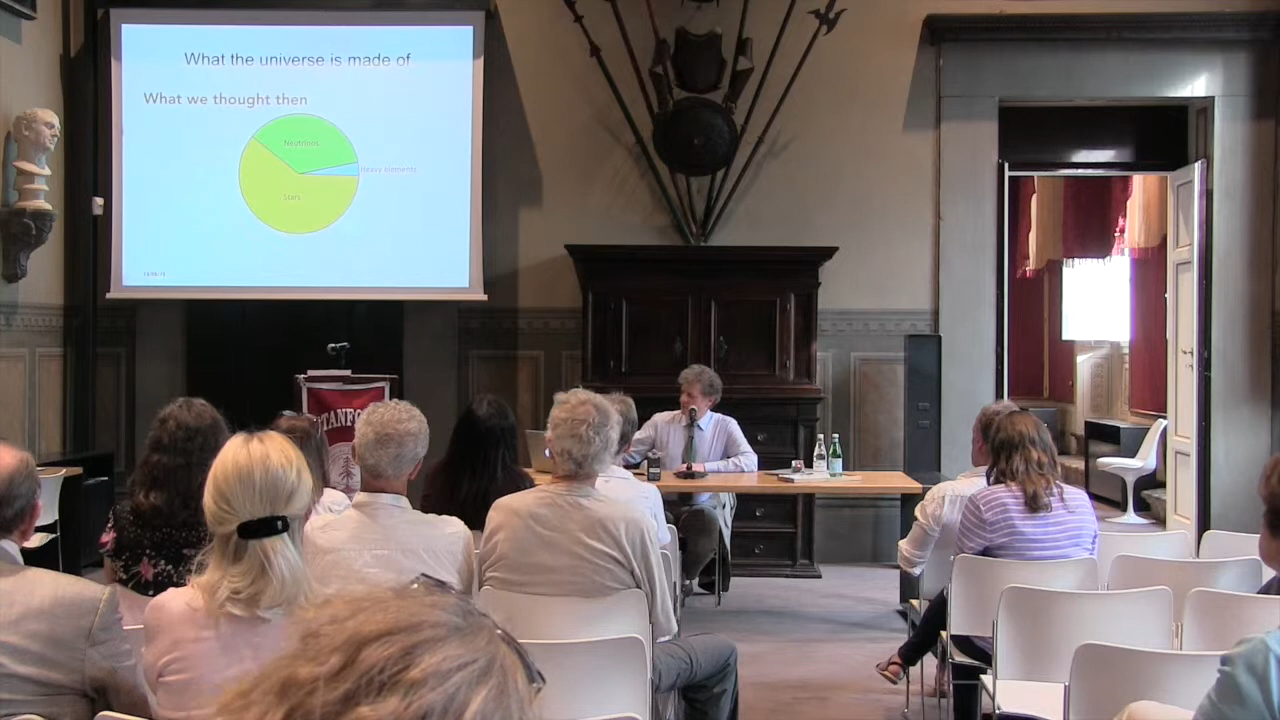 What the universe is made of
What we thought then
Neutrinos
Heavy elements
Stars
STANFO